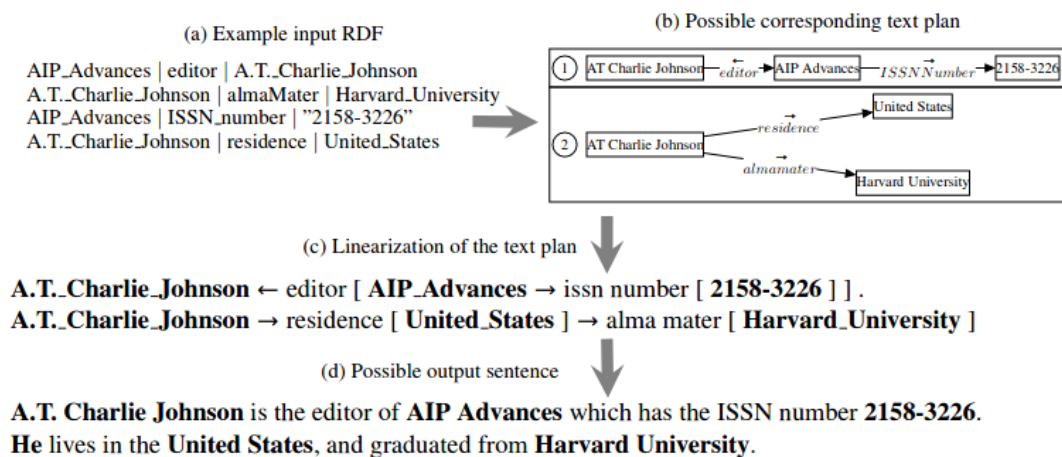 (a) Example input RDF
AIP_Advances | editor | A.T._Charlie_Johnson
A.T._Charlie_Johnson | almaMater | Harvard_University
AIP_Advances | ISSN_number | ”2158-3226”
A.T._Charlie_Johnson | residence | United_States
(b) Possible corresponding text plan
1 AT Charlie Johnson ← editor AIP Advances → ISSNNumber 2158-3226
United States
→ residence
2 AT Charlie Johnson
→ almamater
Harvard University
(c) Linearization of the text plan
A.T._Charlie_Johnson ← editor [ AIP_Advances → issn number [ 2158-3226 ] ] .
A.T._Charlie_Johnson → residence [ United_States ] → alma mater [ Harvard_University ]
(d) Possible output sentence
A.T. Charlie Johnson is the editor of AIP Advances which has the ISSN number 2158-3226.
He lives in the United States, and graduated from Harvard University.